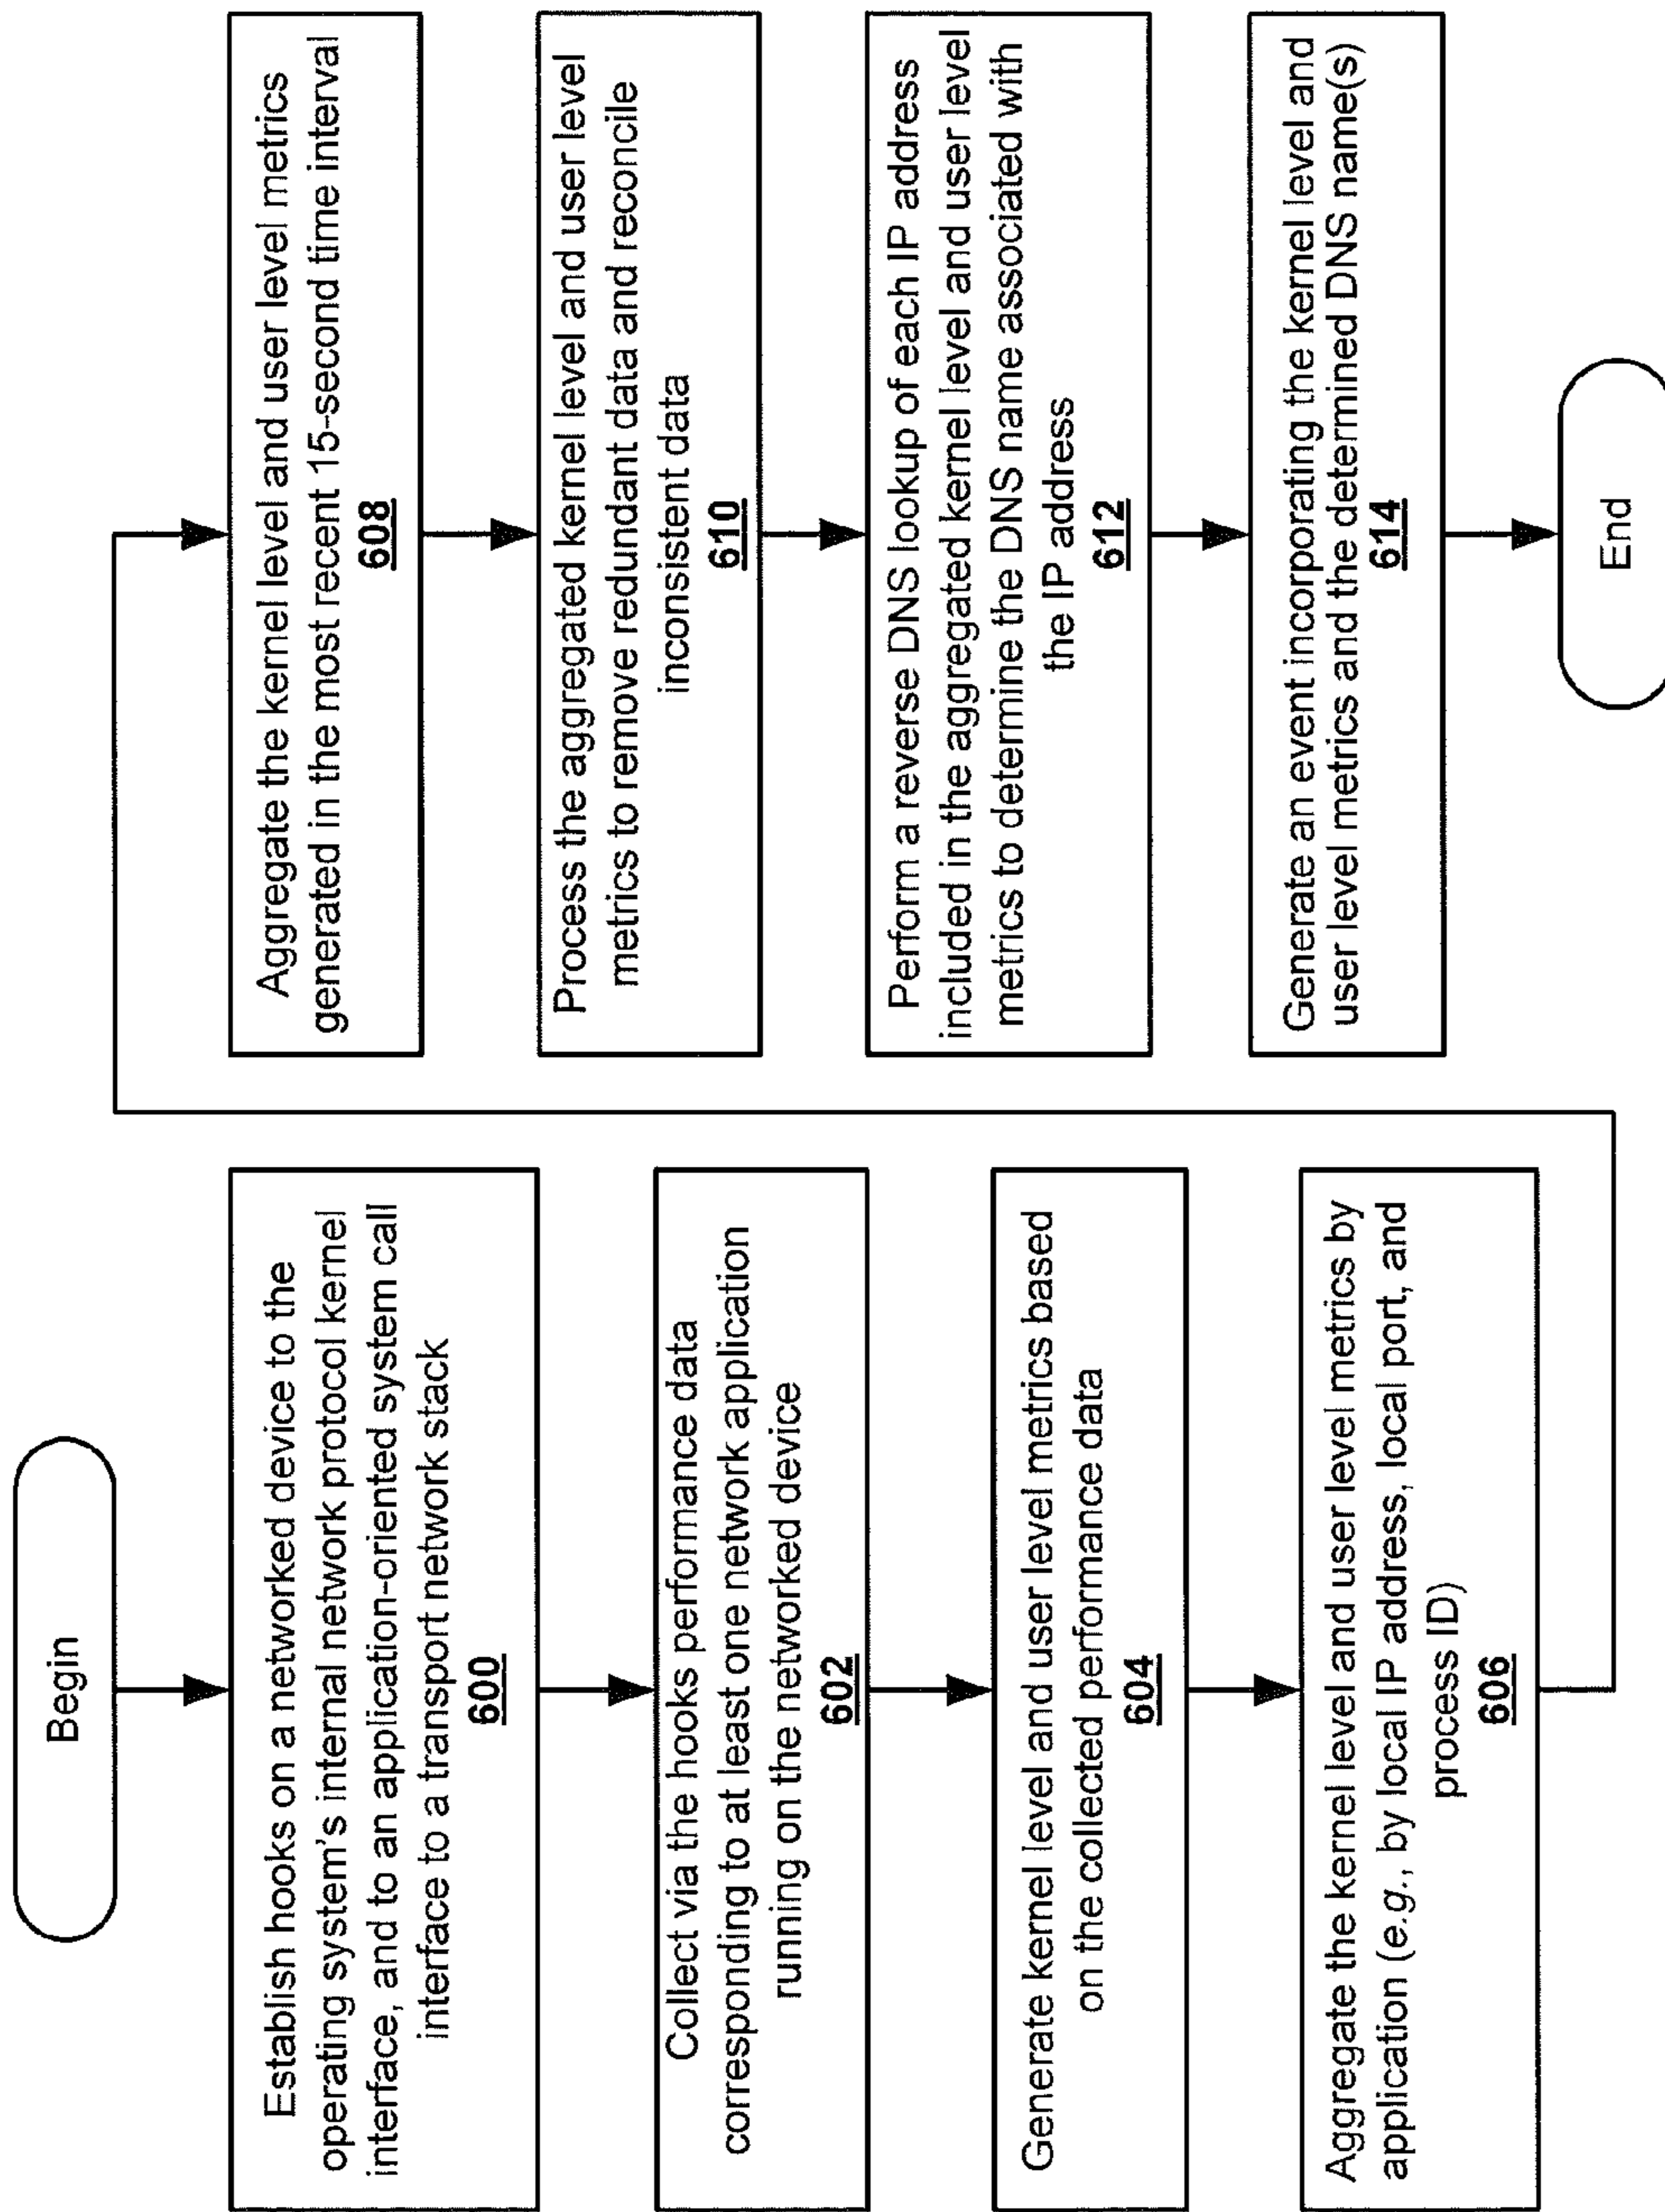 Begin
Establish hooks on a networked device to the
operating system's internal network protocol kernel
interface, and to an application-oriented system call
interface to a transport network stack
600
Collect via the hooks performance data
corresponding to at least one network application
running on the networked device
602
Generate kernel level and user level metrics based
on the collected performance data
604
Aggregate the kernel level and user level metrics by
application (e.g., by local IP address, local port, and
process ID)
606
Aggregate the kernel level and user level metrics
generated in the most recent 15-second time interval
608
Process the aggregated kernel level and user level
metrics to remove redundant data and reconcile
inconsistent data
610
Perform a reverse DNS lookup of each IP address
included in the aggregated kernel level and user level
metrics to determine the DNS name associated with
the IP address
612
Generate an event incorporating the kernel level and
user level metrics and the determined DNS name(s)
614
End